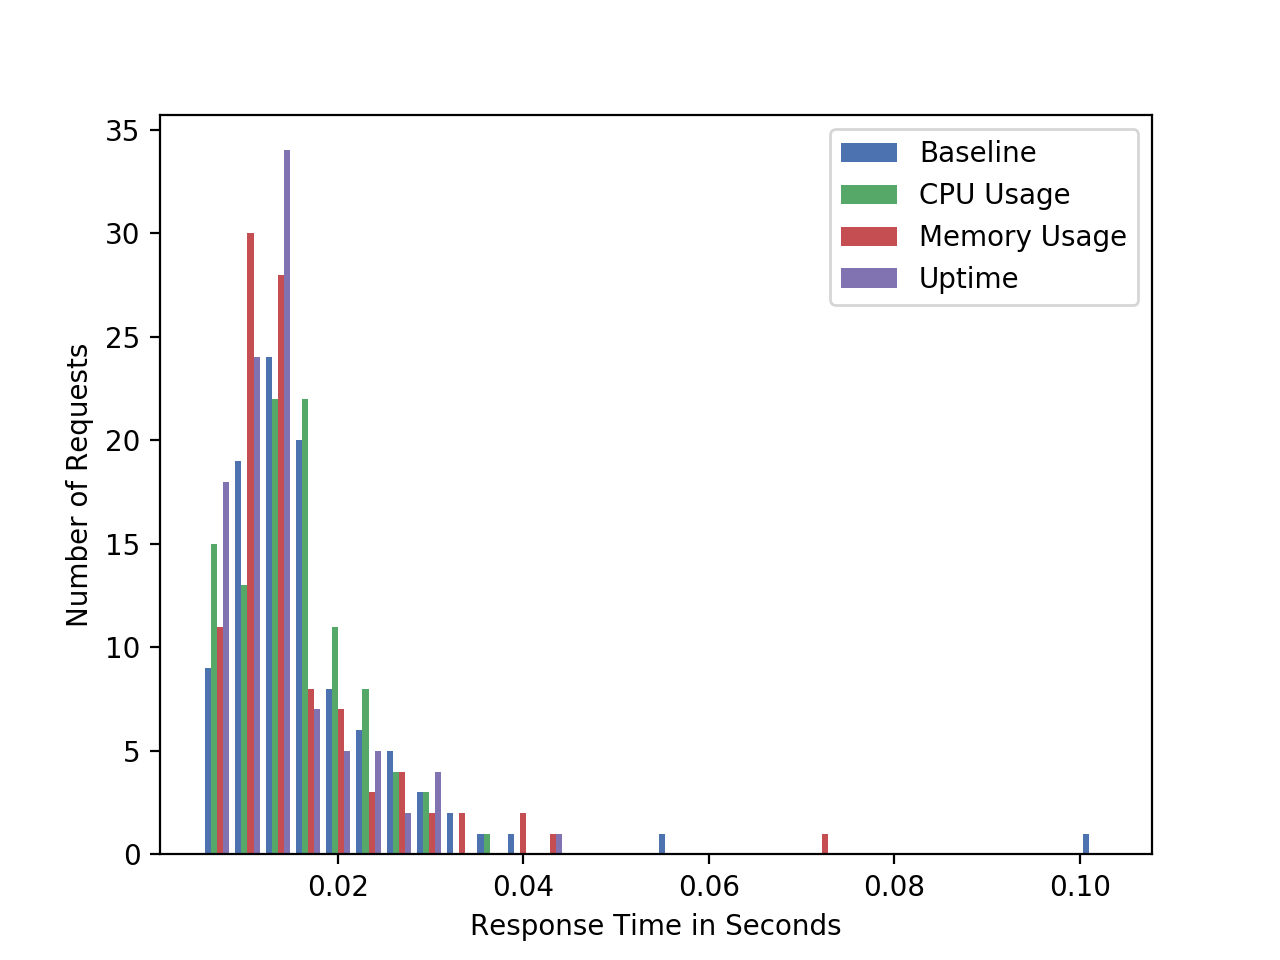 35
30
25
20
15
10
5
0
Number of Requests
Baseline
CPU Usage
Memory Usage
Uptime
0.02 0.04 0.06 0.08 0.10
Response Time in Seconds